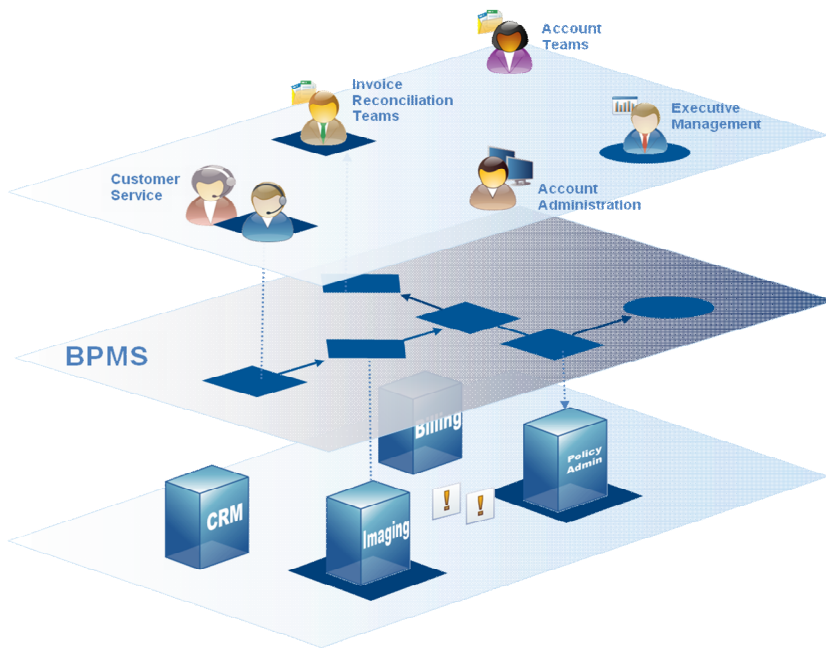 Account
Teams
Invoice
Reconciliation
Teams
Executive
Management
Customer
Service
Account
Administration
BPMS
Billing
Policy
Admin
CRM
Imaging
!
!